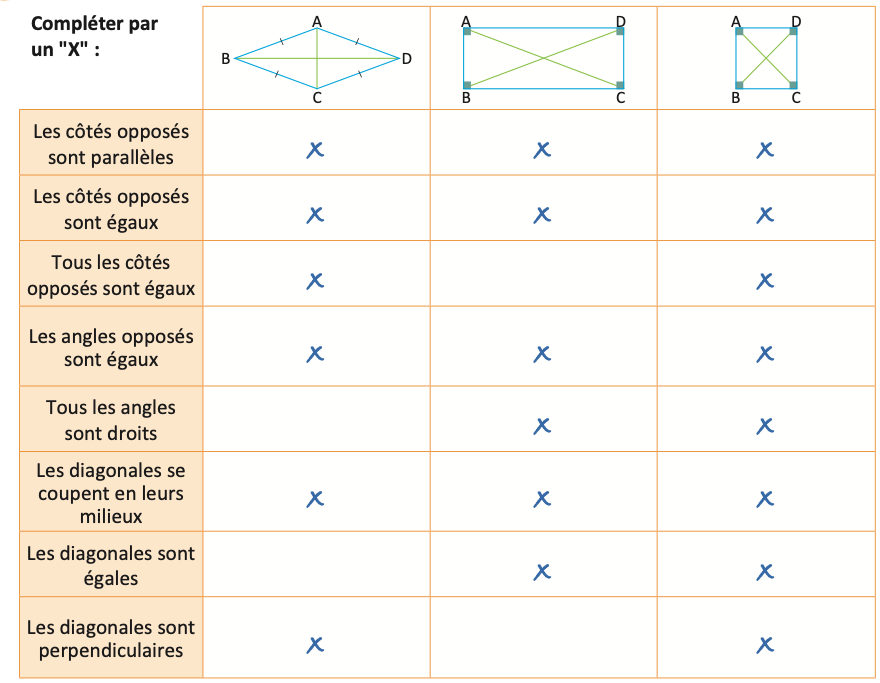 Compléter par
un "X" :
A
B
D
C
A
D
B
C
A
D
B
C
Les côtés opposés
sont parallèles
X
X
X
Les côtés opposés
sont égaux
X
X
X
Tous les côtés
opposés sont égaux
X
X
Les angles opposés
sont égaux
X
X
X
Tous les angles
sont droits
X
X
Les diagonales se
coupent en leurs
milieux
X
X
X
Les diagonales sont
égales
X
X
Les diagonales sont
perpendiculaires
X
X